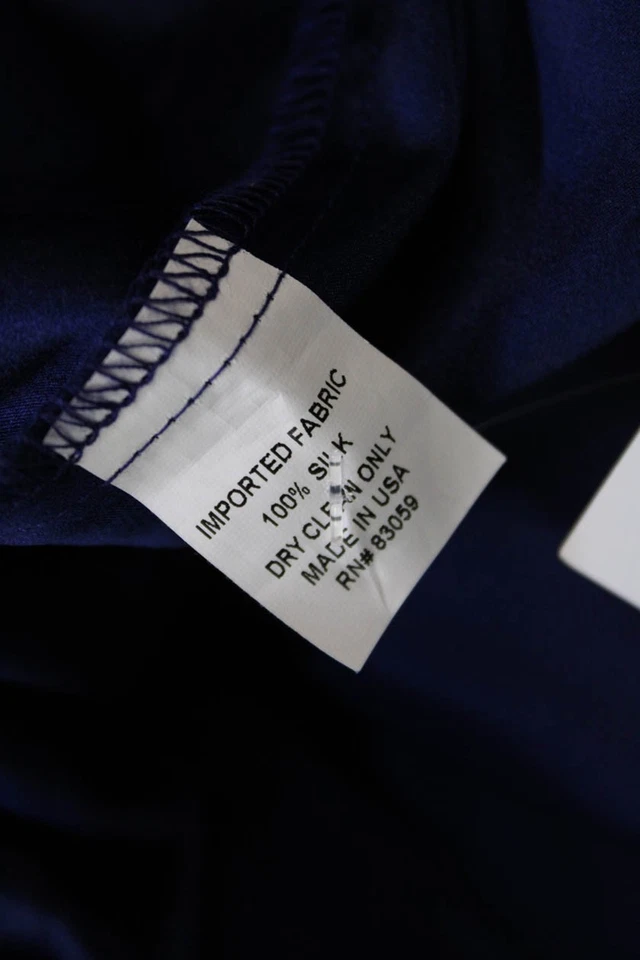 IMPORTED FABRIC
100% SILK
DRY CLEAN ONLY
MADE IN USA
RN# 83059